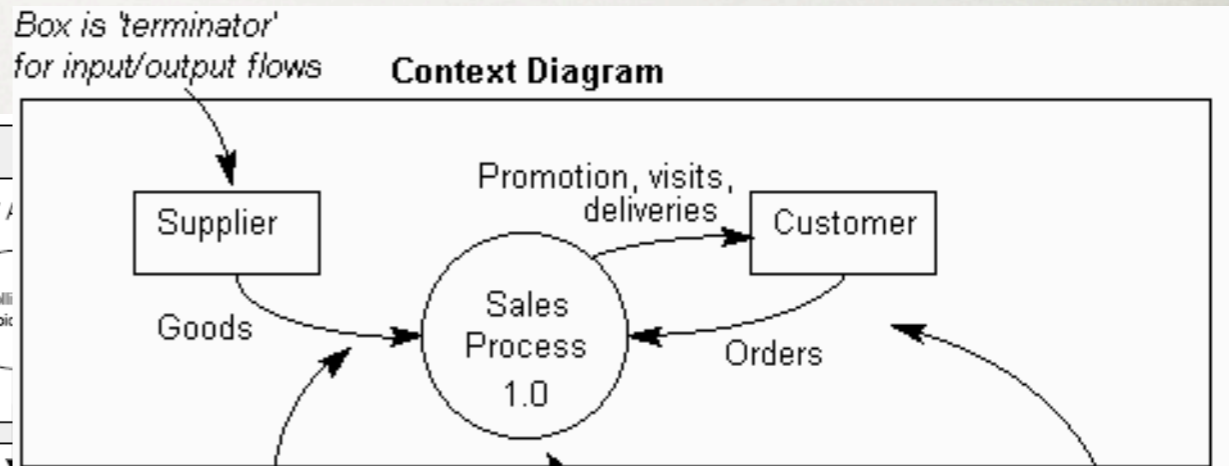 Box is 'terminator'
for input/output flows
Context Diagram
Promotion, visits,
deliveries
Supplier
Customer
Goods
Sales
Process
1.0
Orders